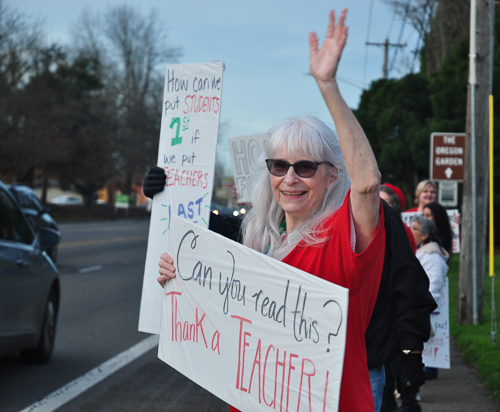 How can we
put STUDENTS
1st if
we put
TEACHERS
LAST
Can you read this?
Thank a TEACHER!
THE
OREGON
GARDEN